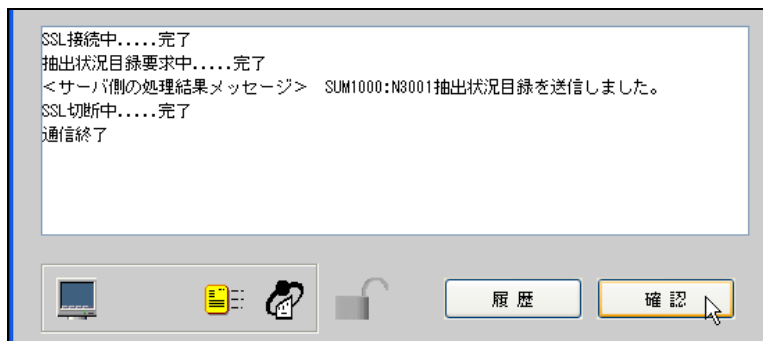 SSL接続中.....完了
抽出状況目録要求中.....完了
<サーバ側の処理結果メッセージ>　SUM1000:N3001抽出状況目録を送信しました。
SSL切断中.....完了
通信終了
履 歴
確 認